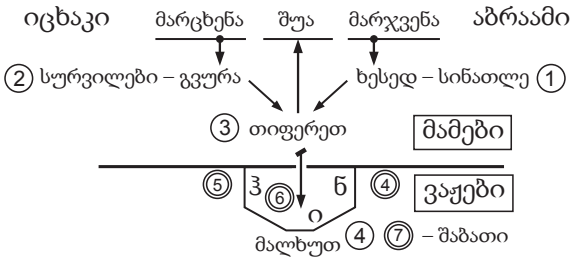 იცხაკი მარცხენა შუა მარჯვენა აბრაამი
2 სურვილები – გვურა ხესედ – სინათლე 1
3 თიფერეთ მამები
5 ჰ 6 ნ 4 ვაჟები
ი
მალხუთ 4 7 – შაბათი